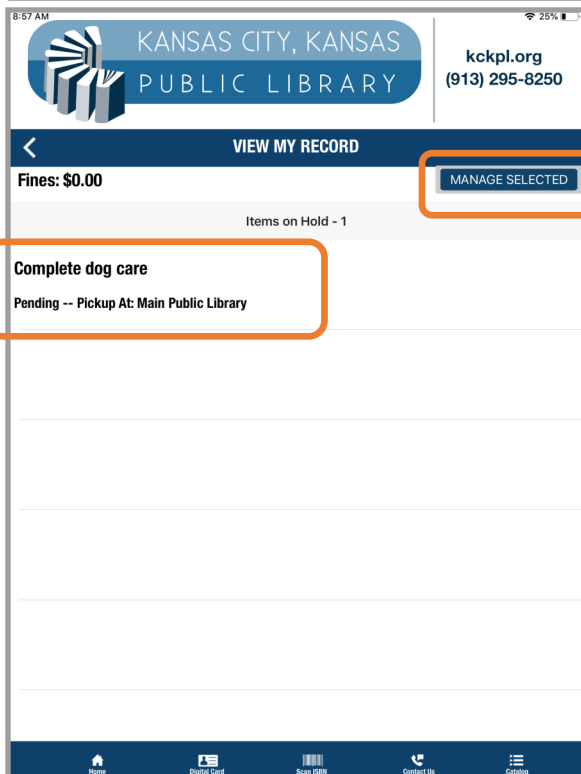 8:57 AM
25%
KANSAS CITY, KANSAS
PUBLIC LIBRARY
kckpl.org
(913) 295-8250
VIEW MY RECORD
Fines: $0.00
MANAGE SELECTED
Items on Hold - 1
Complete dog care
Pending -- Pickup At: Main Public Library
Home
Digital Card
Scan ISBN
Contact Us
Catalog